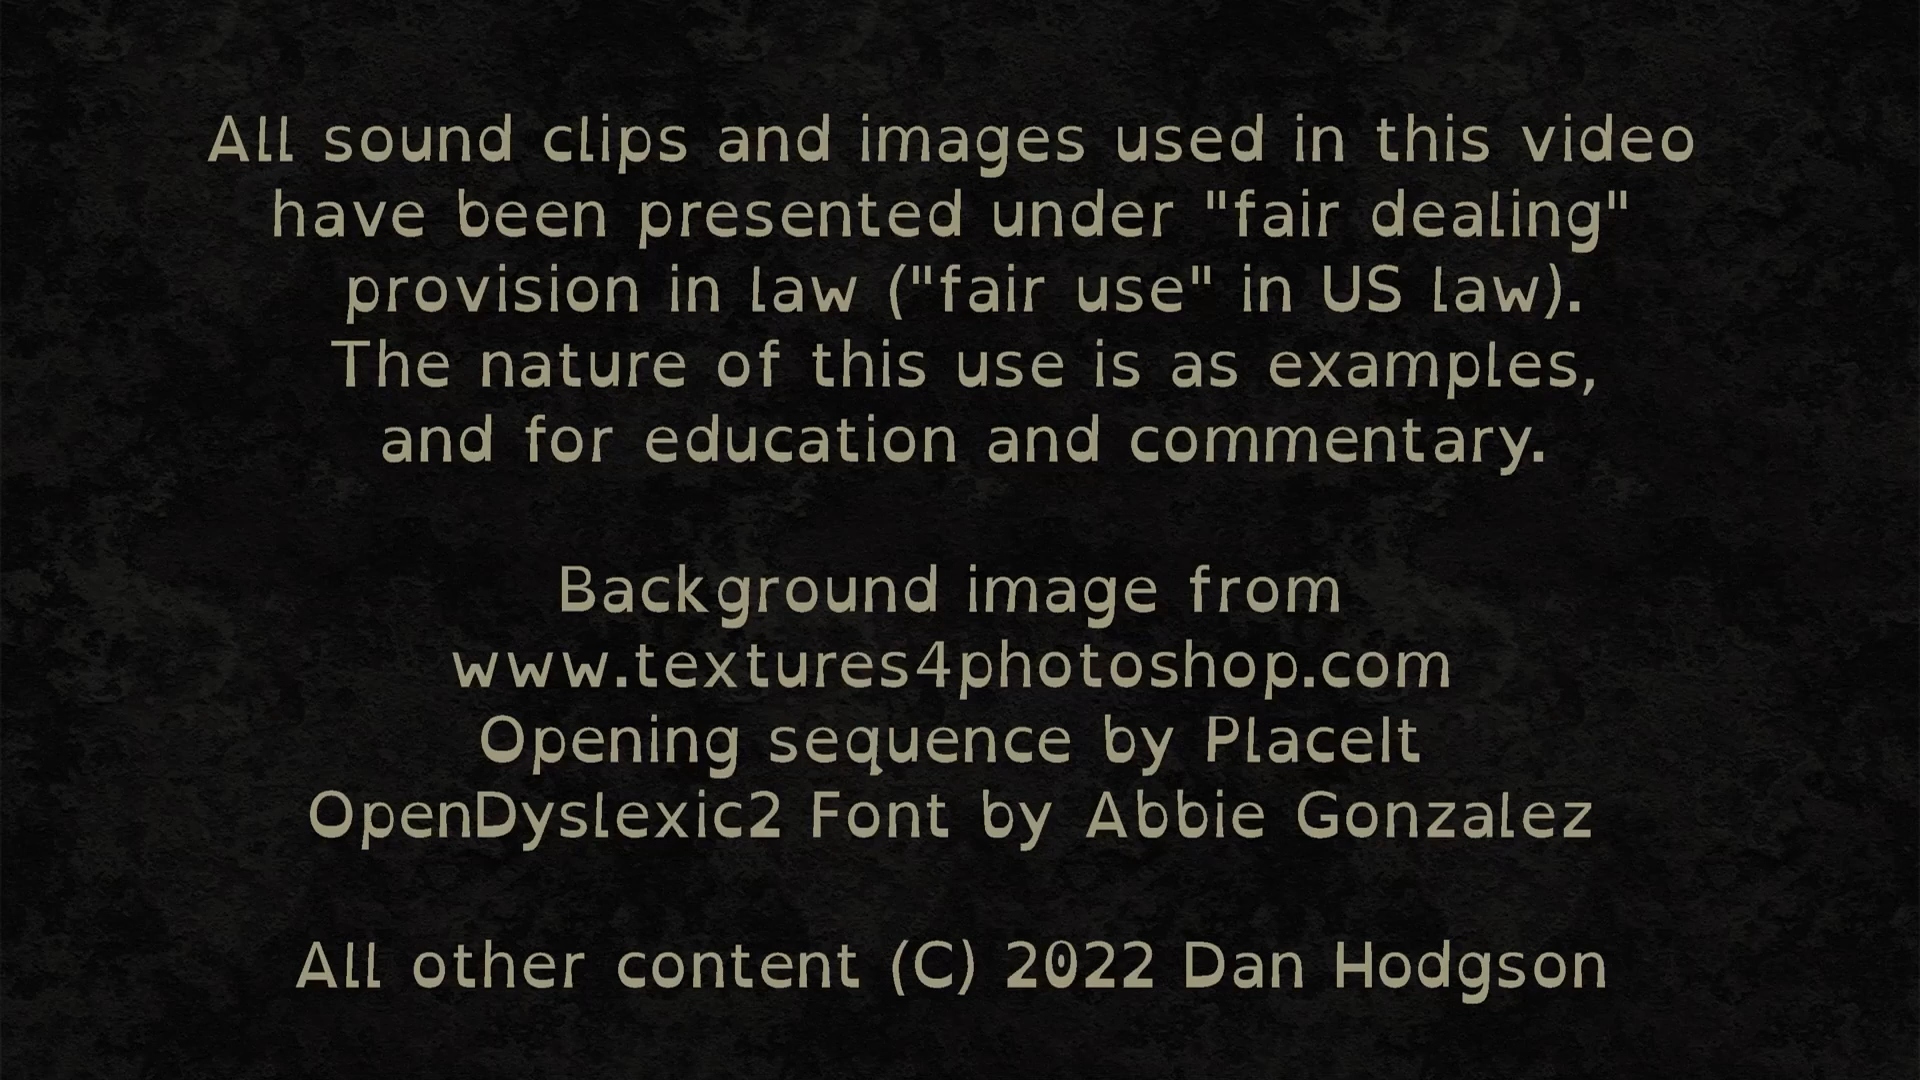 All sound clips and images used in this video
have been presented under "fair dealing"
provision in law ("fair use" in US law).
The nature of this use is as examples,
and for education and commentary.
Background image from
www.textures4photoshop.com
Opening sequence by PlaceIt
OpenDyslexic2 Font by Abbie Gonzalez
All other content (C) 2022 Dan Hodgson